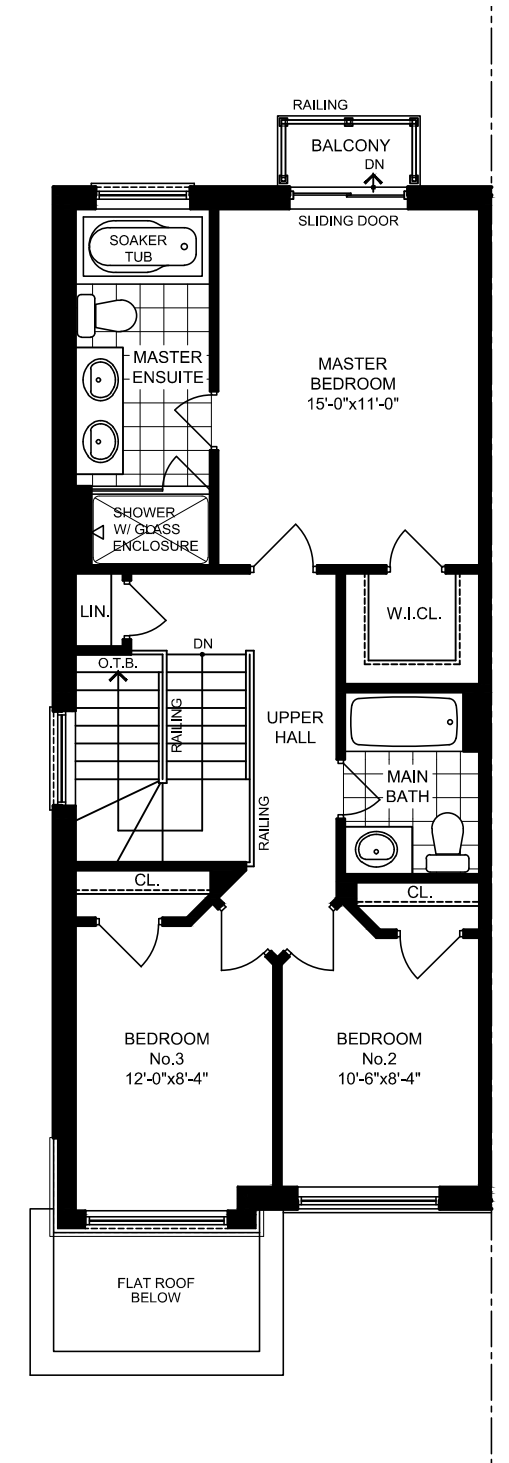 RAILING
BALCONY
DN
SLIDING DOOR
SOAKER
TUB
MASTER
ENSUITE
MASTER
BEDROOM
15'-0"x11'-0"
SHOWER
W/ GLASS
ENCLOSURE
LIN.
W.I.CL.
O.T.B.
DN
RAILING
UPPER
HALL
MAIN
BATH
RAILING
CL.
CL.
BEDROOM
No.3
12'-0"x8'-4"
BEDROOM
No.2
10'-6"x8'-4"
FLAT ROOF
BELOW